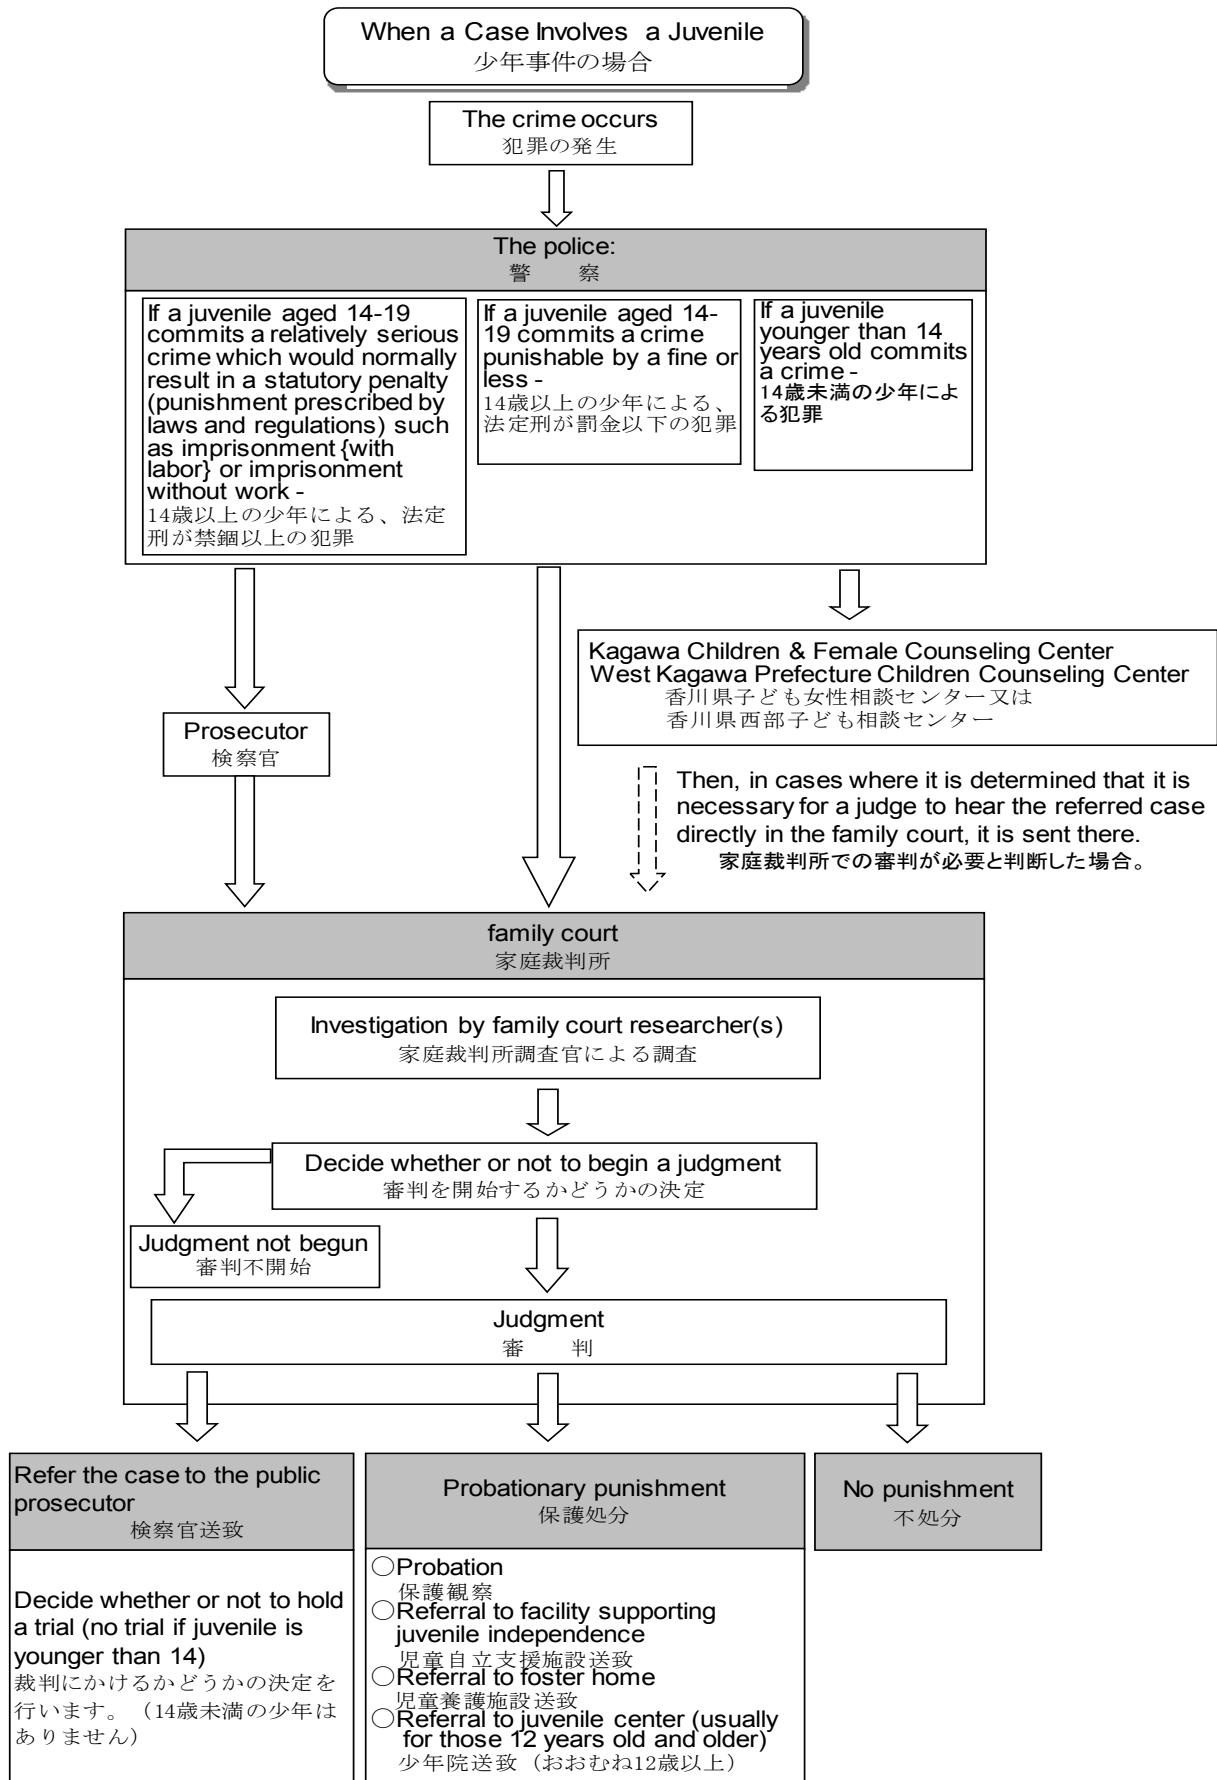 When a Case Involves a Juvenile
少年事件の場合
The crime occurs
犯罪の発生
The police:
警 察
If a juvenile aged 14-19
commits a relatively serious
crime which would normally
result in a statutory penalty
(punishment prescribed by
laws and regulations) such
as imprisonment {with
labor} or imprisonment
without work -
14歳以上の少年による、法定
刑が禁錮以上の犯罪
If a juvenile aged 14-
19 commits a crime
punishable by a fine or
less -
14歳以上の少年による、
法定刑が罰金以下の犯罪
If a juvenile
younger than 14
years old commits
a crime -
14歳未満の少年によ
る犯罪
Kagawa Children & Female Counseling Center
West Kagawa Prefecture Children Counseling Center
香川県子ども女性相談センター又は
香川県西部子ども相談センター
Prosecutor
検察官
Then, in cases where it is determined that it is
necessary for a judge to hear the referred case
directly in the family court, it is sent there.
家庭裁判所での審判が必要と判断した場合。
family court
家庭裁判所
Investigation by family court researcher(s)
家庭裁判所調査官による調査
Decide whether or not to begin a judgment
審判を開始するかどうかの決定
Judgment not begun
審判不開始
Judgment
審 判
Refer the case to the public
prosecutor
検察官送致
Decide whether or not to hold
a trial (no trial if juvenile is
younger than 14)
裁判にかけるかどうかの決定を
行います。（14歳未満の少年は
ありません）
Probationary punishment
保護処分
○Probation
保護観察
○Referral to facility supporting
juvenile independence
児童自立支援施設送致
○Referral to foster home
児童養護施設送致
○Referral to juvenile center (usually
for those 12 years old and older)
少年院送致（おおむね12歳以上）
No punishment
不処分